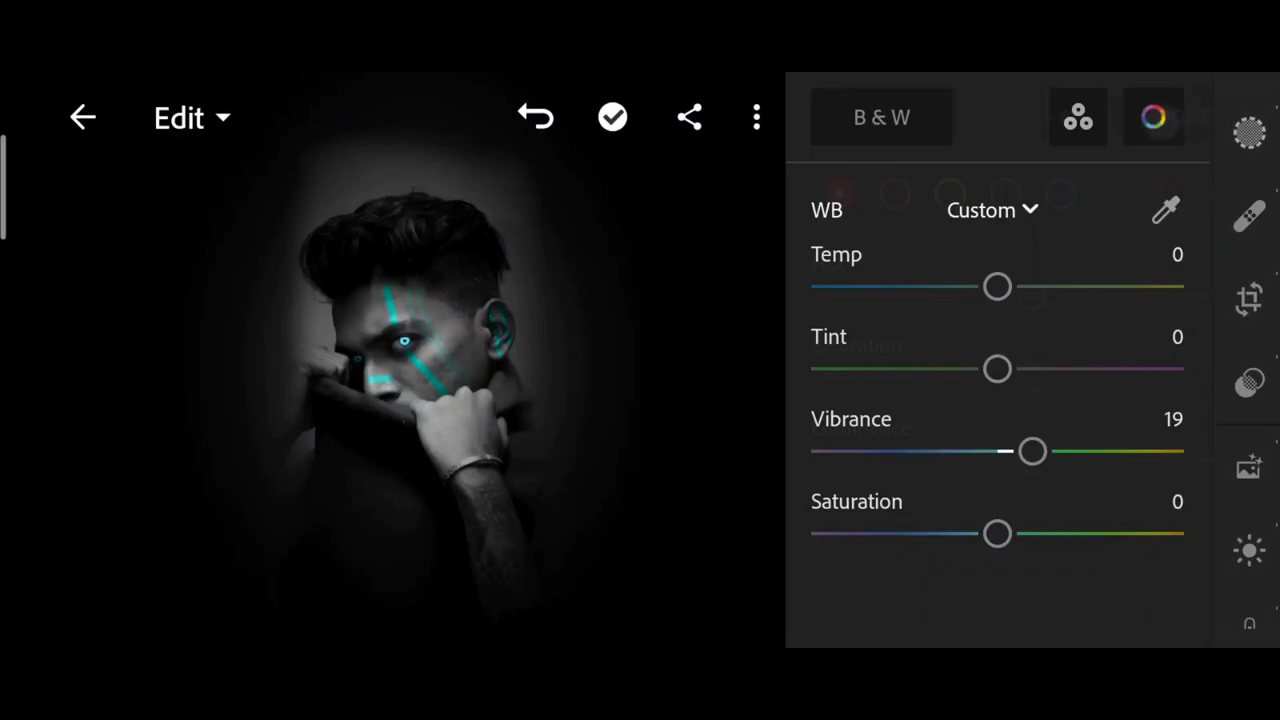 Edit
B & W
WB Custom
Temp 0
Tint 0
Vibrance 19
Saturation 0